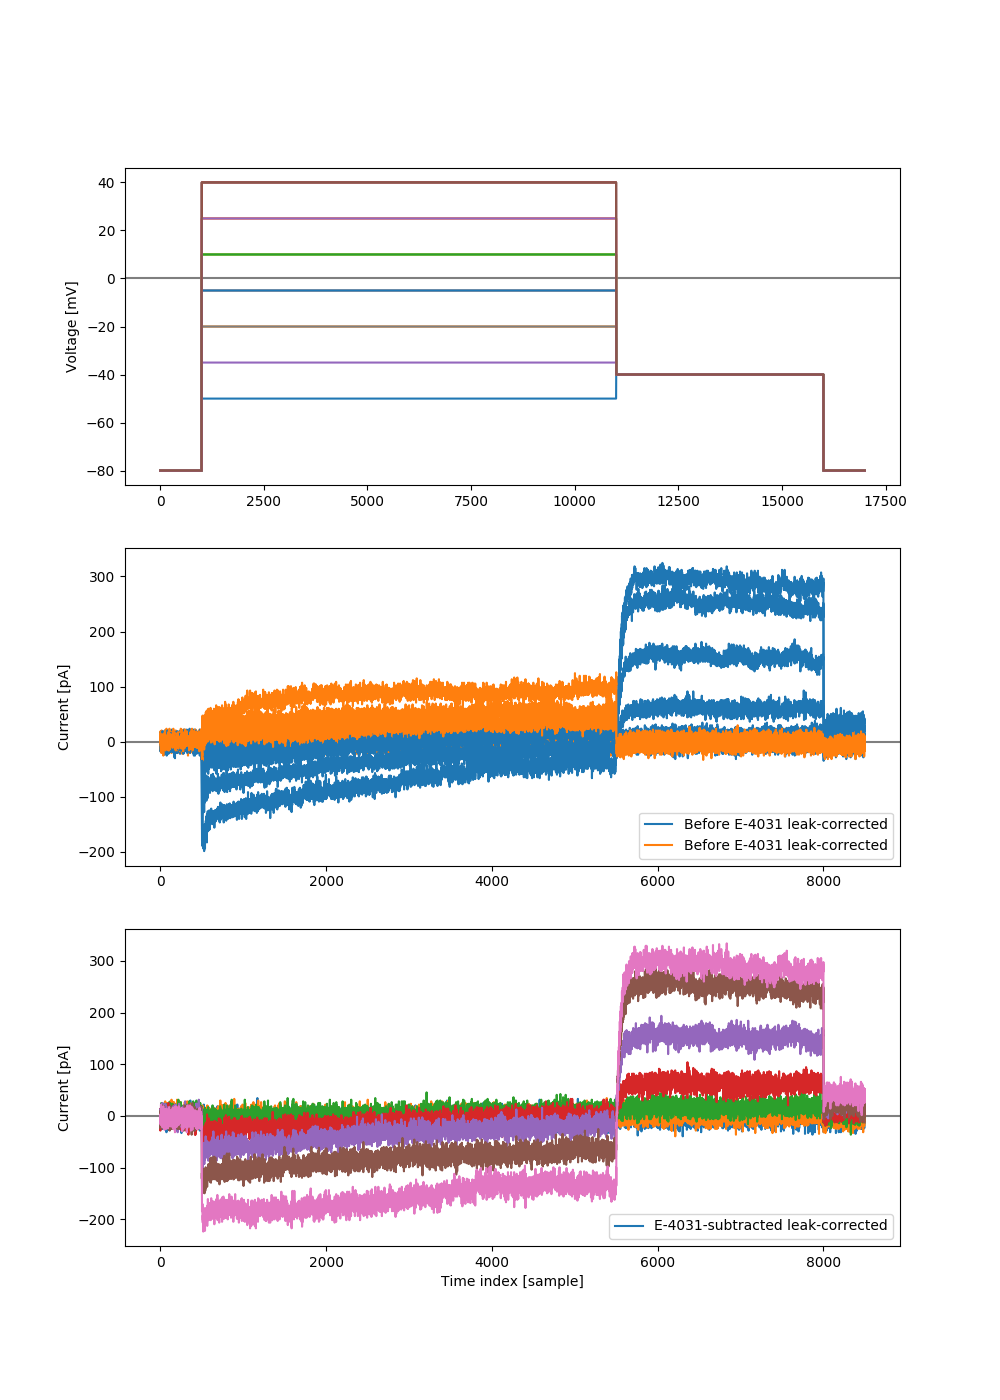 Voltage [mV]
40
20
0
−20
−40
−60
−80
0 2500 5000 7500 10000 12500 15000 17500
Current [pA]
300
200
100
0
−100
−200
Before E-4031 leak-corrected
Before E-4031 leak-corrected
0 2000 4000 6000 8000
Current [pA]
300
200
100
0
−100
−200
E-4031-subtracted leak-corrected
0 2000 4000 6000 8000
Time index [sample]